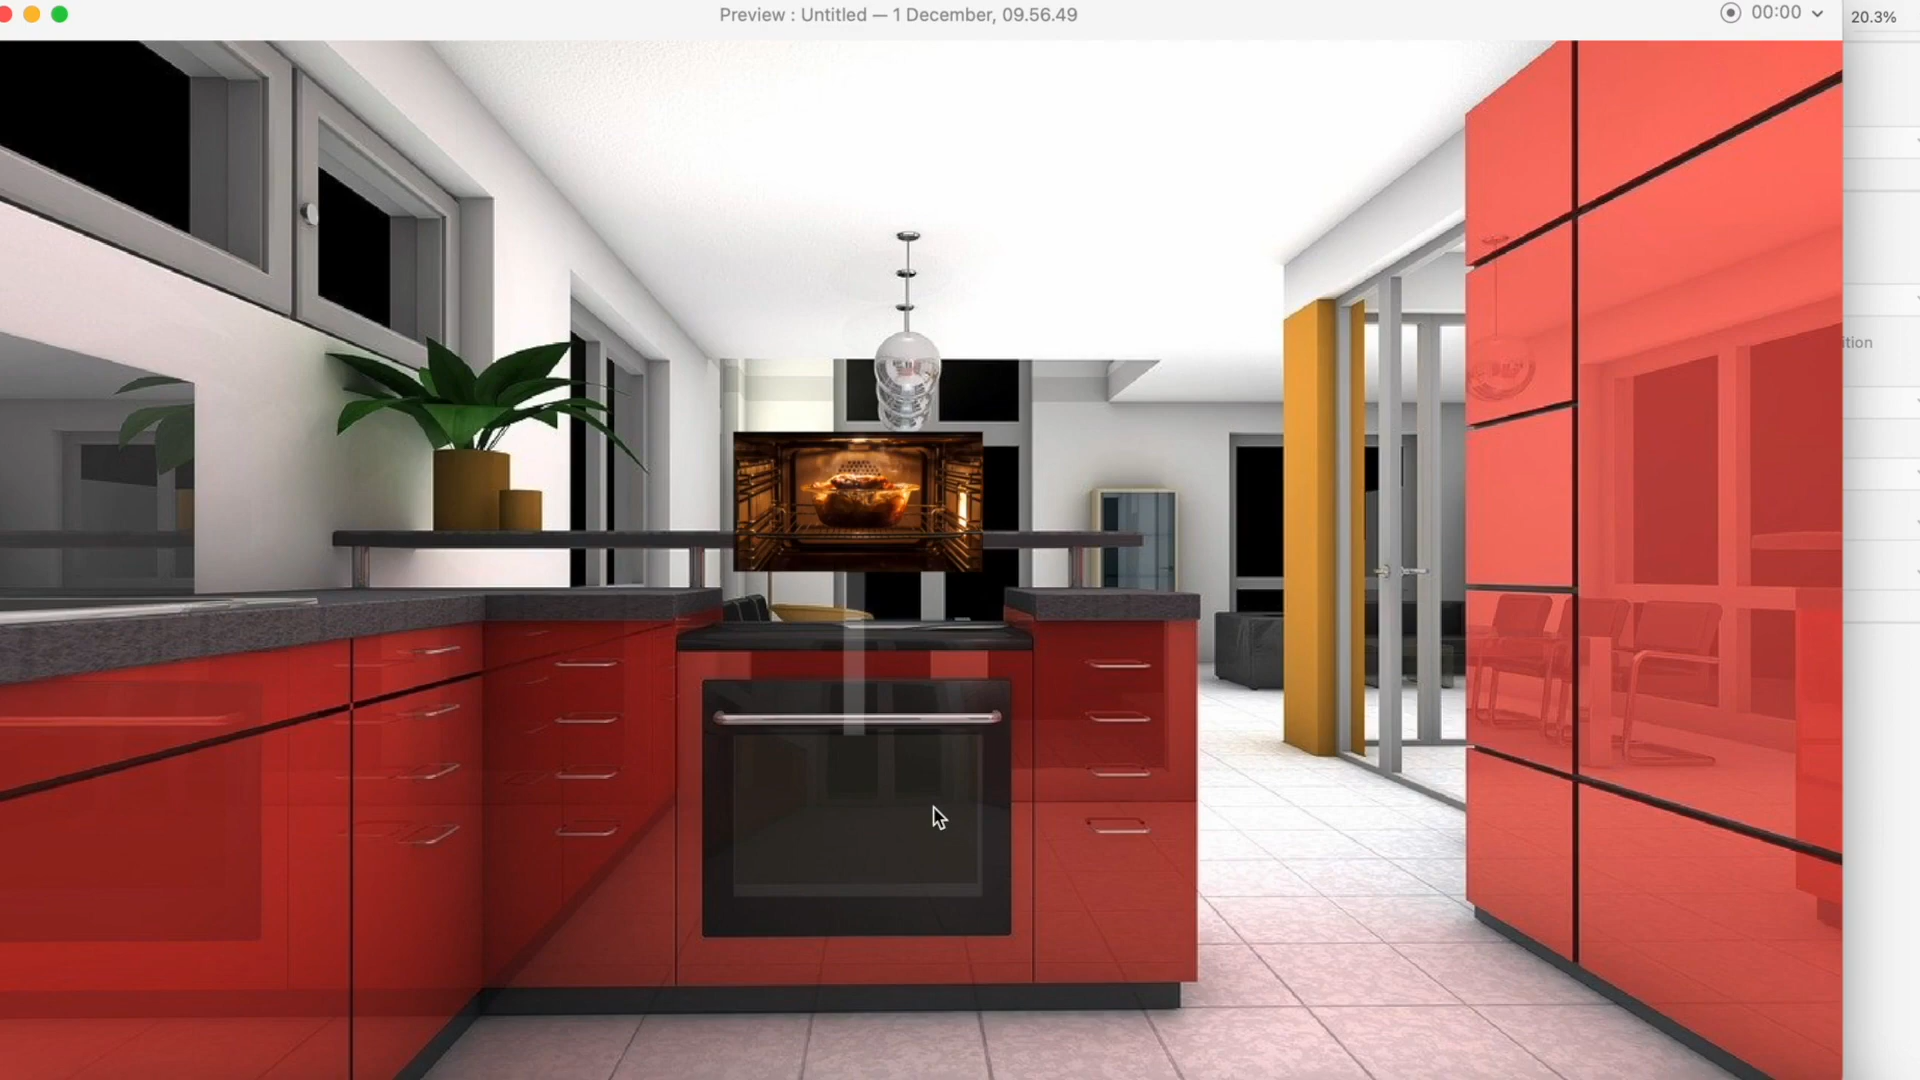 Preview : Untitled — 1 December, 09.56.49
00:00
20.3%
ition